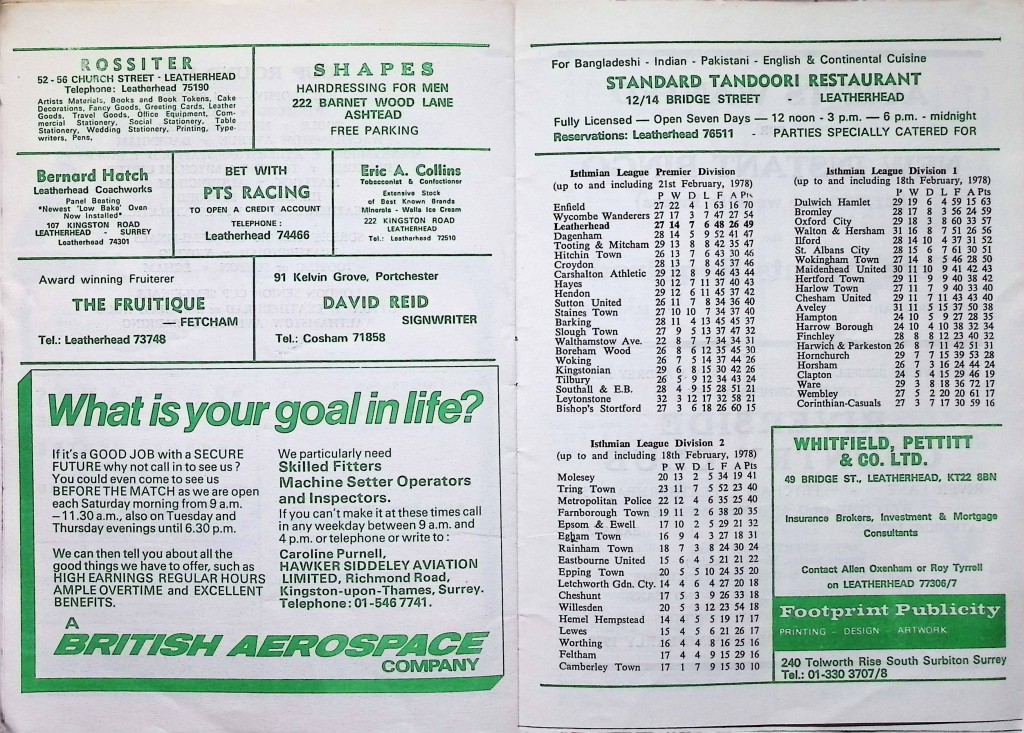 ROSSITER
52-56 CHURCH STREET - LEATHERHEAD
Telephone: Leatherhead 75190
Artists Materials, Books and Book Tokens, Cake
Decorations, Fancy Goods, Greeting Cards, Leather
Goods, Travel Goods, Office Equipment, Com-
mercial Stationery, Social Stationery, Table
Stationery, Wedding Stationery, Printing, Type-
writers, Pens,
SHAPES
HAIRDRESSING FOR MEN
222 BARNET WOOD LANE
ASHTEAD
FREE PARKING
Bernard Hatch
Leatherhead Coachworks
Panel Beating
*Newest 'Low Bake' Oven
Now Installed*
107 KINGSTON ROAD
LEATHERHEAD - SURREY
Leatherhead 74301
BET WITH
PTS RACING
TO OPEN A CREDIT ACCOUNT
TELEPHONE:
Leatherhead 74466
Eric A. Collins
Tobacconist & Confectioner
Extensive Stock
of Best Known Brands
Minerals - Walls Ice Cream
222 KINGSTON ROAD
LEATHERHEAD
Tel.: Leatherhead 72510
Award winning Fruiterer
THE FRUITIQUE
— FETCHAM
Tel.: Leatherhead 73748
91 Kelvin Grove, Portchester
DAVID REID
SIGNWRITER
Tel.: Cosham 71858
What is your goal in life?
If it's a GOOD JOB with a SECURE
FUTURE why not call in to see us?
You could even come to see us
BEFORE THE MATCH as we are open
each Saturday morning from 9 a.m.
—11.30 a.m., also on Tuesday and
Thursday evenings until 6.30 p.m.
We can then tell you about all the
good things we have to offer, such as
HIGH EARNINGS REGULAR HOURS
AMPLE OVERTIME and EXCELLENT
BENEFITS.
We particularly need
Skilled Fitters
Machine Setter Operators
and Inspectors.
If you can't make it at these times call
in any weekday between 9 a.m. and
4 p.m. or telephone or write to:
Caroline Purnell,
HAWKER SIDDELEY AVIATION
LIMITED, Richmond Road,
Kingston-upon-Thames, Surrey.
Telephone: 01-546 7741.
A
BRITISH AEROSPACE
COMPANY
For Bangladeshi - Indian - Pakistani - English & Continental Cuisine
STANDARD TANDOORI RESTAURANT
12/14 BRIDGE STREET - LEATHERHEAD
Fully Licensed — Open Seven Days — 12 noon - 3 p.m. — 6 p.m. - midnight
Reservations: Leatherhead 76511 - PARTIES SPECIALLY CATERED FOR
Isthmian League Premier Division
(up to and including 21st February, 1978)
P W D L F A Pts
Enfield 27 22 4 1 63 16 70
Wycombe Wanderers 27 17 3 7 47 27 54
Leatherhead 27 14 7 6 48 26 49
Dagenham 28 14 5 9 52 41 47
Tooting & Mitcham 29 13 8 8 42 35 47
Hitchin Town 26 13 7 6 43 30 46
Croydon 28 13 7 8 45 37 46
Carshalton Athletic 29 12 8 9 46 43 44
Hayes 30 12 7 11 37 40 43
Hendon 29 12 6 11 45 37 42
Sutton United 26 11 7 8 34 36 40
Staines Town 27 10 10 7 34 37 40
Barking 28 11 4 13 45 45 37
Slough Town 27 9 5 13 37 47 32
Walthamstow Ave. 22 8 7 7 34 34 31
Boreham Wood 26 8 6 12 35 45 30
Woking 26 7 5 14 37 44 26
Kingstonian 29 6 8 15 30 42 26
Tilbury 26 5 9 12 34 43 24
Southall & E.B. 28 4 9 15 28 51 21
Leytonstone 32 3 12 17 32 58 21
Bishop's Stortford 27 3 6 18 26 60 15
Isthmian League Division 1
(up to and including 18th February, 1978)
P W D L F A Pts
Dulwich Hamlet 29 19 6 4 59 15 63
Bromley 28 17 8 3 56 24 59
Oxford City 29 18 3 8 60 33 57
Walton & Hersham 31 16 8 7 51 26 56
Ilford 28 14 10 4 37 31 52
St. Albans City 28 15 6 7 61 30 51
Wokingham Town 27 14 8 5 46 28 50
Maidenhead United 30 11 10 9 41 42 43
Hertford Town 29 11 9 9 40 38 42
Harlow Town 27 11 7 9 40 33 40
Chesham United 29 11 7 11 43 43 40
Aveley 31 11 5 15 37 50 38
Hampton 24 10 5 9 27 28 35
Harrow Borough 24 10 4 10 38 32 34
Finchley 28 8 8 12 23 40 32
Harwich & Parkeston 26 8 7 11 42 51 31
Hornchurch 29 7 7 15 39 53 28
Horsham 26 7 3 16 24 44 24
Clapton 24 5 4 15 29 46 19
Ware 29 3 8 18 36 72 17
Wembley 27 5 2 20 20 61 17
Corinthian-Casuals 27 3 7 17 30 59 16
Isthmian League Division 2
(up to and including 18th February, 1978)
P W D L F A Pts
Molesey 20 13 2 5 34 19 41
Tring Town 23 11 7 5 52 23 40
Metropolitan Police 22 12 4 6 35 25 40
Farnborough Town 19 11 2 6 38 20 35
Epsom & Ewell 17 10 2 5 29 21 32
Egham Town 16 9 4 3 27 18 31
Rainham Town 18 7 3 8 24 30 24
Eastbourne United 15 6 4 5 21 21 22
Epping Town 20 5 5 10 24 35 20
Letchworth Gdn. Cty. 14 4 6 4 27 20 18
Cheshunt 17 5 3 9 26 33 18
Willesden 20 5 3 12 23 54 18
Hemel Hempstead 14 4 5 5 19 17 17
Lewes 15 4 5 6 21 26 17
Worthing 16 4 4 8 16 25 16
Feltham 17 4 4 9 15 29 16
Camberley Town 17 1 7 9 15 30 10
WHITFIELD, PETTITT
& CO. LTD.
49 BRIDGE ST., LEATHERHEAD, KT22 8BN
Insurance Brokers, Investment & Mortgage
Consultants
Contact Allen Oxenham or Roy Tyrrell
on LEATHERHEAD 77306/7
Footprint Publicity
PRINTING - DESIGN ARTWORK
240 Tolworth Rise South Surbiton Surrey
Tel.: 01-330 3707/8